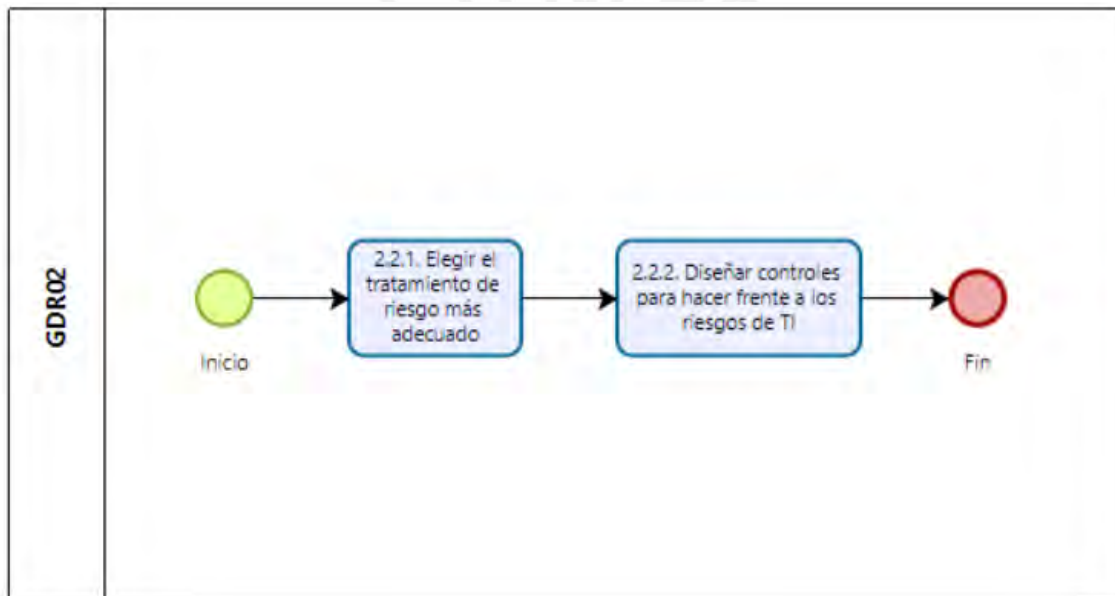 GDR02
Inicio
2.2.1. Elegir el
tratamiento de
riesgo más
adecuado
2.2.2. Diseñar controles
para hacer frente a los
riesgos de TI
Fin